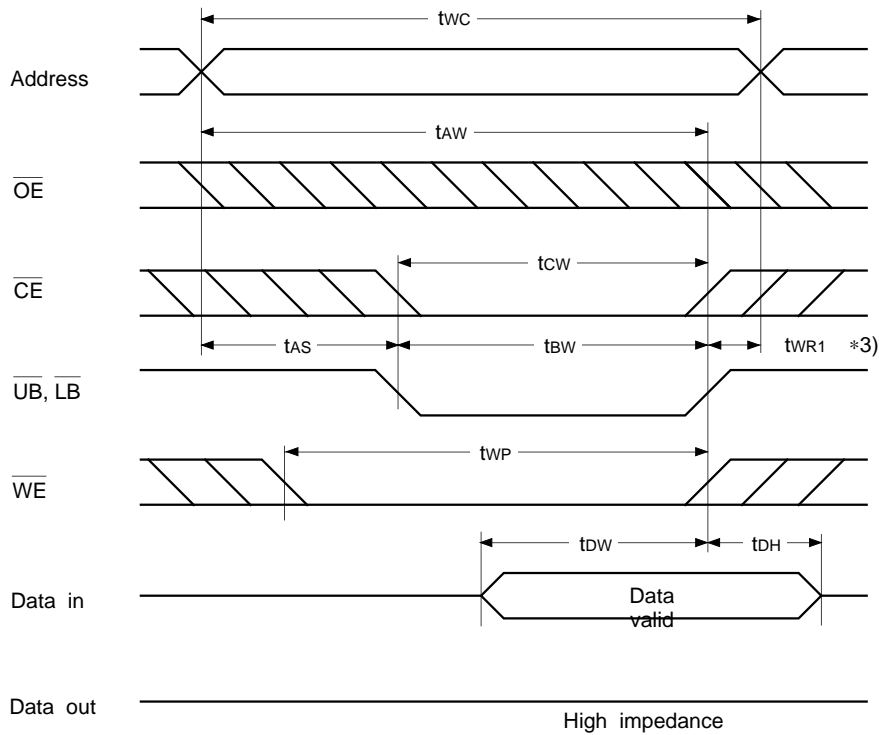 tWC
Address
tAW
OE
tCW
CE
tAS tBW tWR1 *3)
UB, LB
tWP
WE
tDW tDH
Data in Data
valid
Data out
High impedance